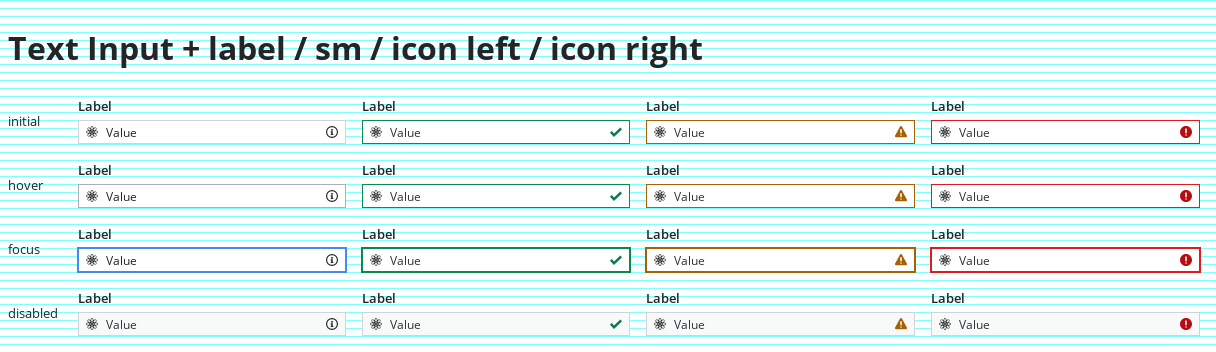 Text Input + label / sm / icon left / icon right
Label Label Label Label
initial Value Value Value Value
Label Label Label Label
hover Value Value Value Value
Label Label Label Label
focus Value Value Value Value
Label Label Label Label
disabled Value Value Value Value